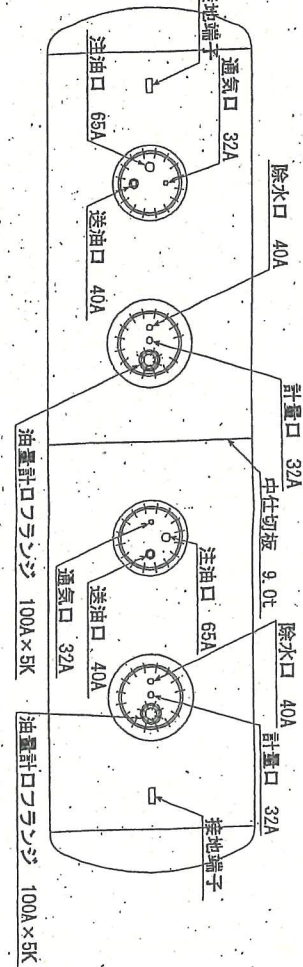 接地端子
通気口 32A
注油口 65A
送油口 40A
除水口 40A
計量口 32A
油量計口フランジ 100A×5K
中仕切板 9.0t
注油口 65A
送油口 40A
通気口 32A
除水口 40A
計量口 32A
油量計口フランジ 100A×5K
接地端子